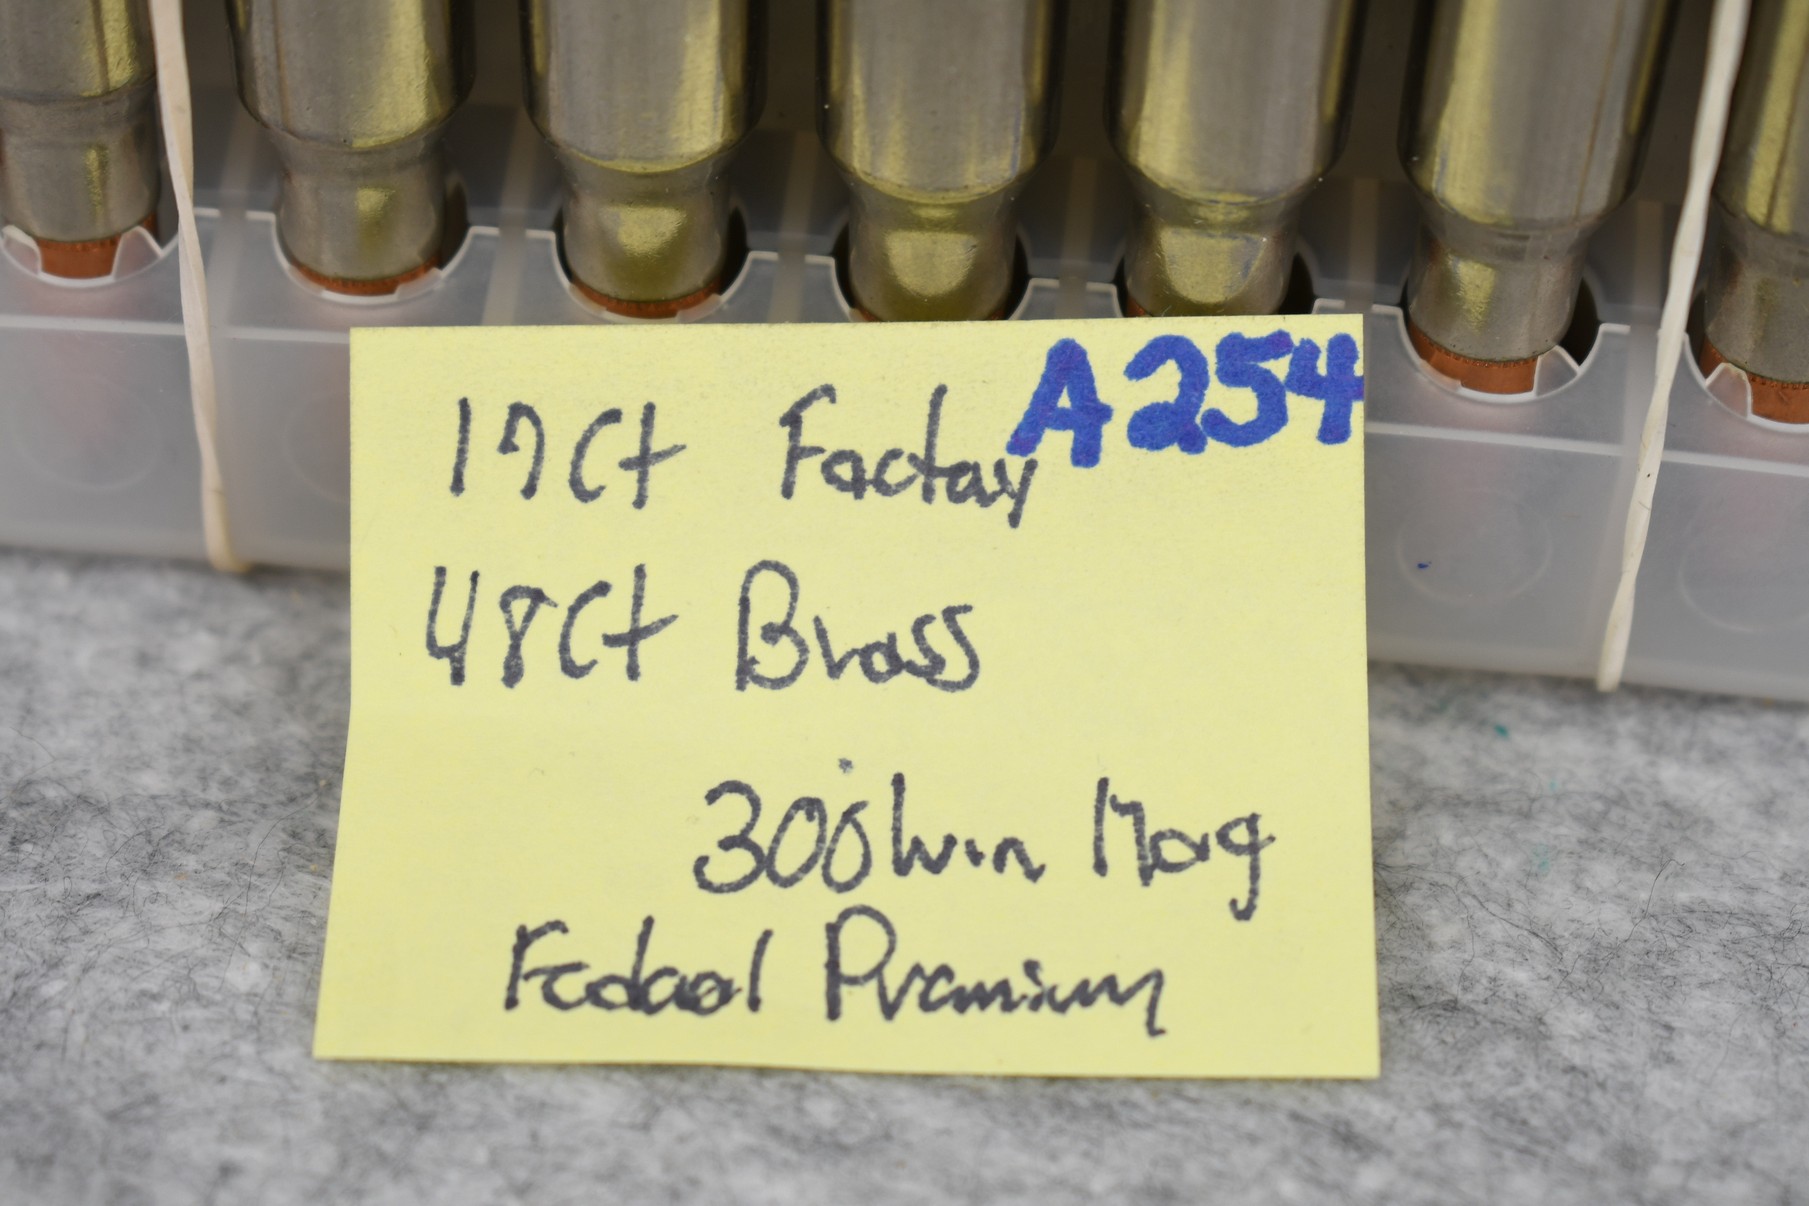 A254
17Ct Factory
48Ct Brass
300 Win Mag
Federal Premium